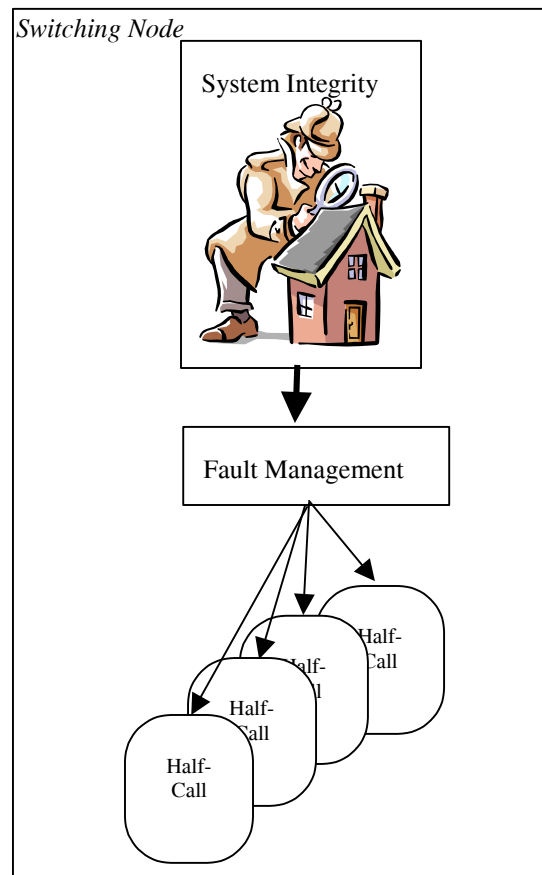 Switching Node
System Integrity
Fault Management
Half-
Call
Half-
Call
Half-
Call
Half-
Call